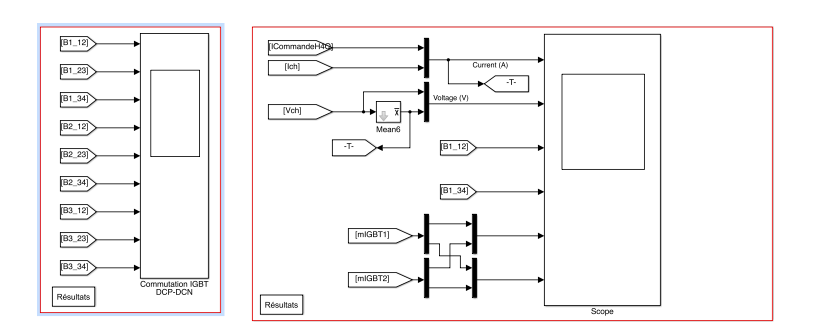 [B1_12]
[B1_23]
[B1_34]
[B2_12]
[B2_23]
[B2_34]
[B3_12]
[B3_23]
[B3_34]
Commutation IGBT
DCP-DCN
Résultats
[ICommandeH4Q]
[Ich]
Current (A)
-T-
Voltage (V)
[Vch]
x
Mean6
-T-
[B1_12]
[B1_34]
[mIGBT1]
[mIGBT2]
Résultats
Scope